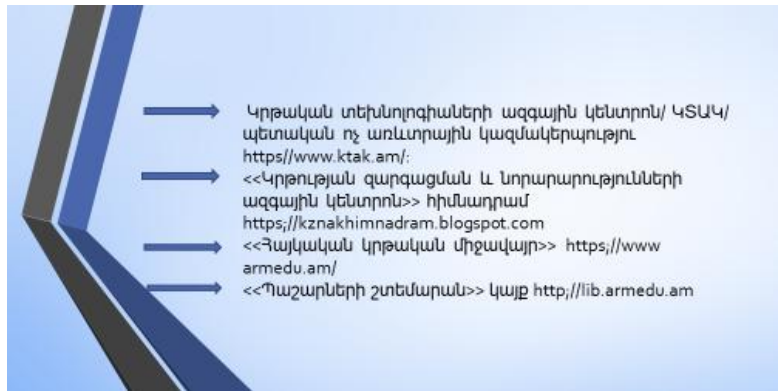 Կրթական տեխնոլոգիաների ազգային կենտրոն/ ԿՏԱԿ/
պետական ոչ առևտրային կազմակերպությու
https//www.ktak.am/:
<<Կրթության զարգացման և նորարարությունների
ազգային կենտրոն>> հիմնադրամ
https;//kznakhimnadram.blogspot.com
<<Հայկական կրթական միջավայր>> https;//www
armedu.am/
<<Պաշարների շտեմարան>> կայք http;//lib.armedu.am